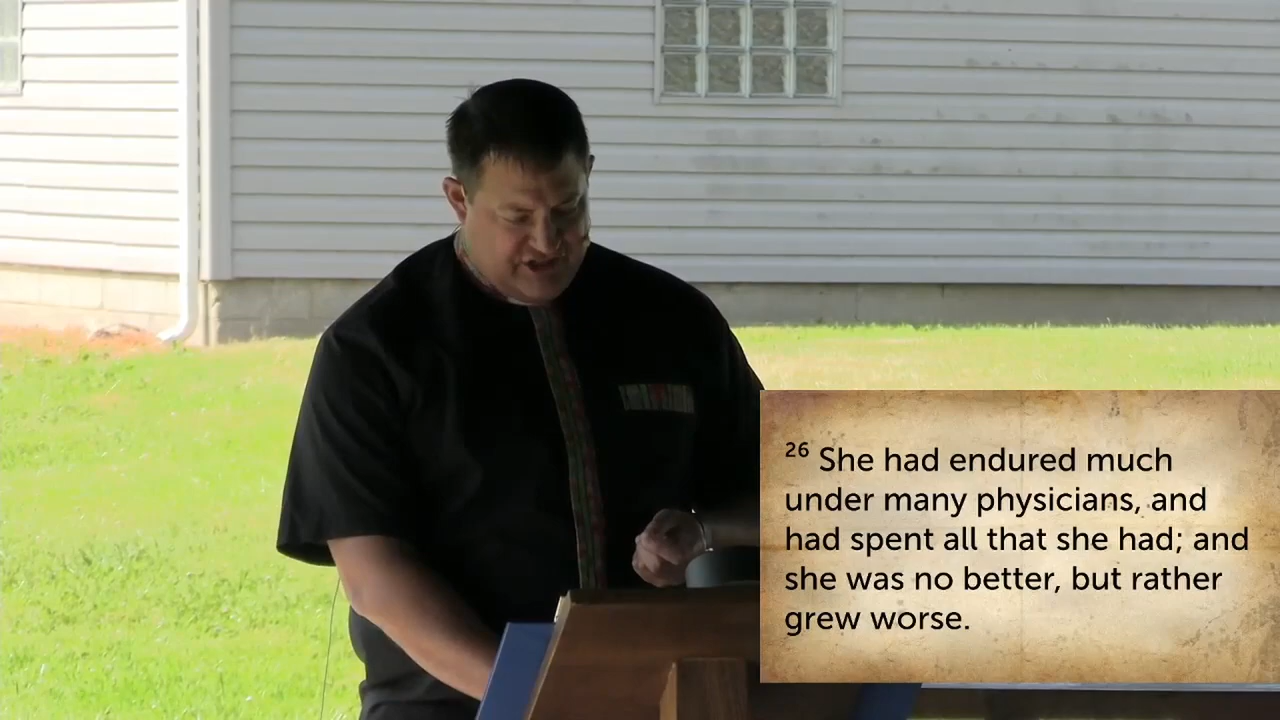 26 She had endured much
under many physicians, and
had spent all that she had; and
she was no better, but rather
grew worse.